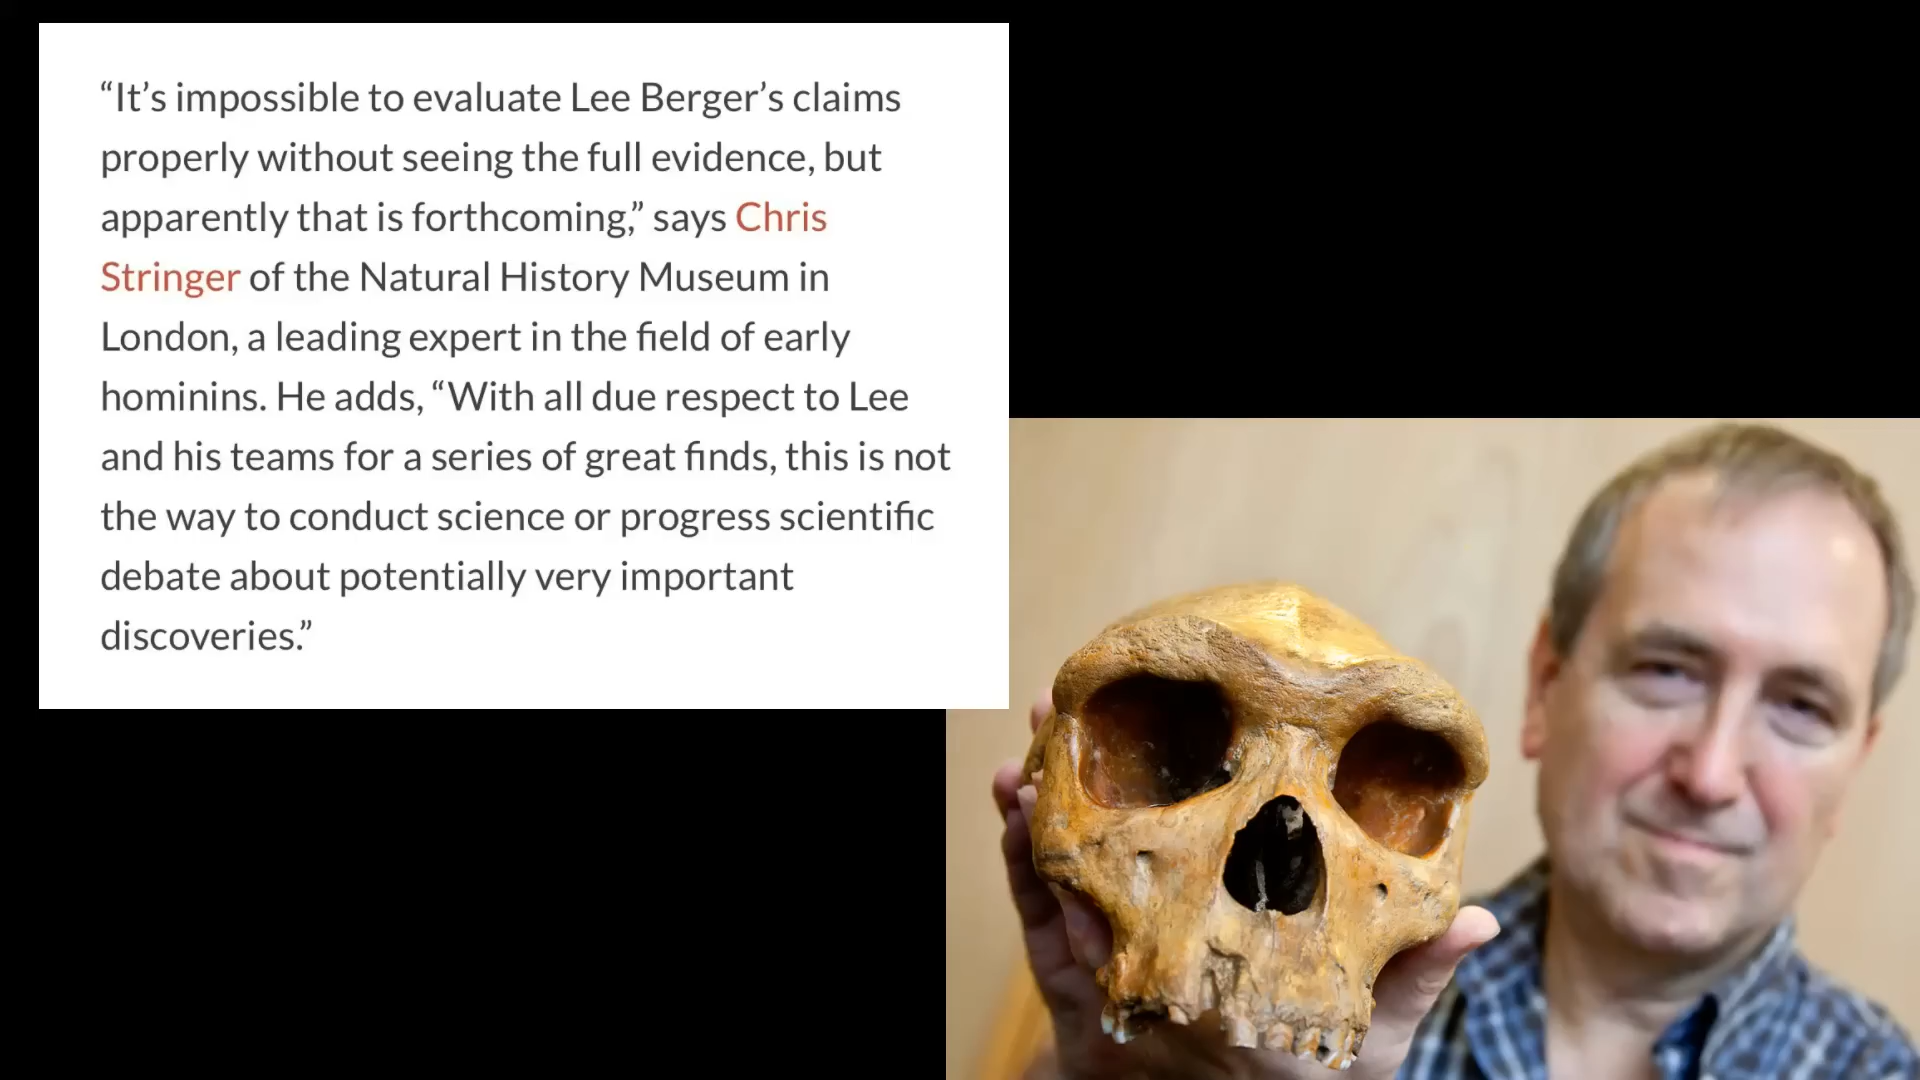 “It’s impossible to evaluate Lee Berger’s claims
properly without seeing the full evidence, but
apparently that is forthcoming,” says Chris
Stringer of the Natural History Museum in
London, a leading expert in the field of early
hominins. He adds, “With all due respect to Lee
and his teams for a series of great finds, this is not
the way to conduct science or progress scientific
debate about potentially very important
discoveries.”